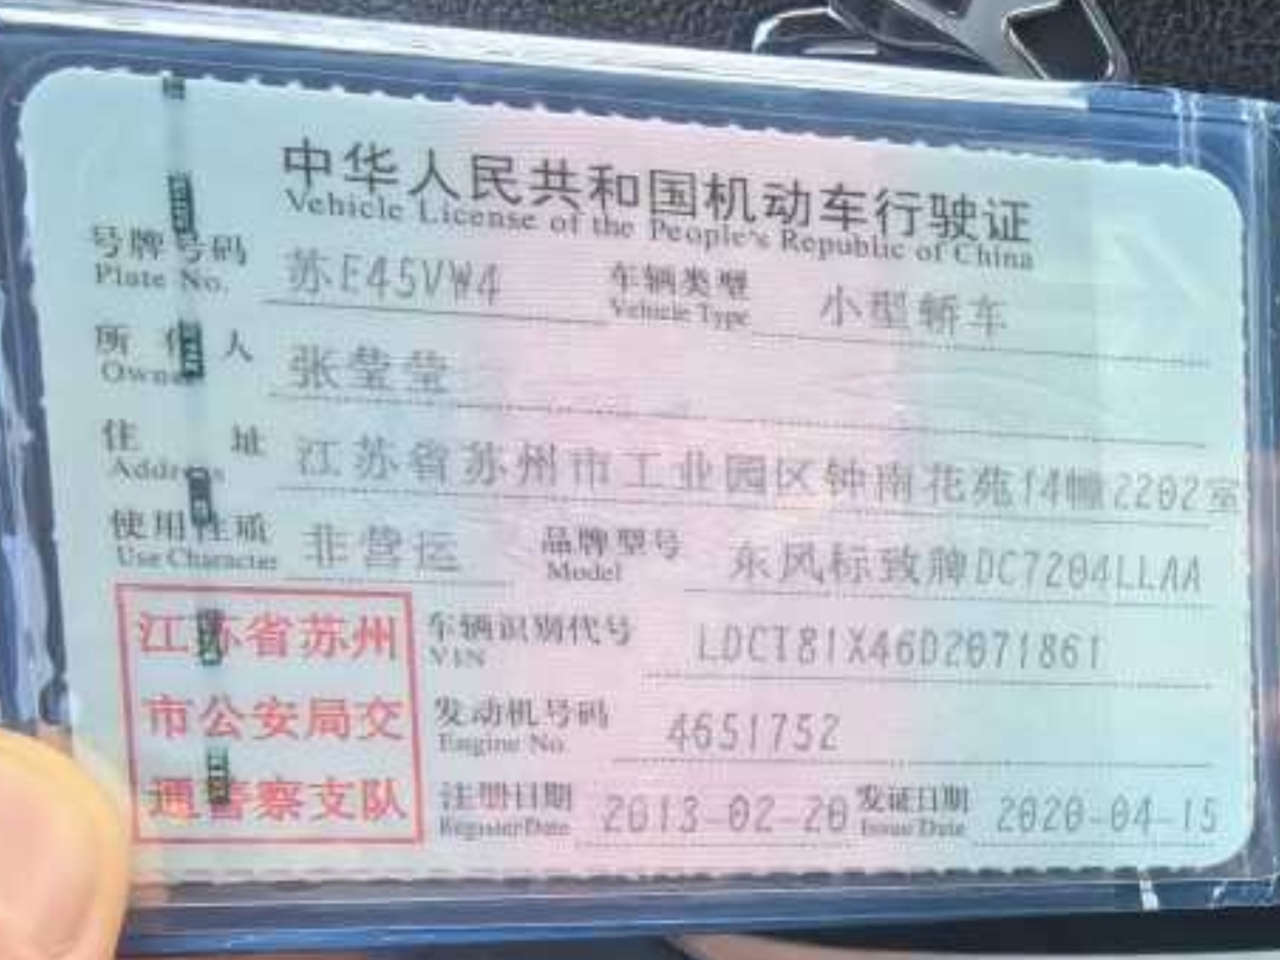 中华人民共和国机动车行驶证
Vehicle License of the People's Republic of China
号牌号码 苏E45VW4 车辆类型 小型轿车
Plate No. Vehicle Type
所有人 张莹莹
Owner
住址 江苏省苏州市工业园区钟南花苑14幢2202室
Address
使用性质 非营运 品牌型号 东风标致牌DC7204LLAA
Use Character Model
江苏省苏州
市公安局交
通警察支队
车辆识别代号 LDCT81X46D2071861
VIN
发动机号码 4651752
Engine No.
注册日期 2013-02-20 发证日期 2020-04-15
Register Date Issue Date